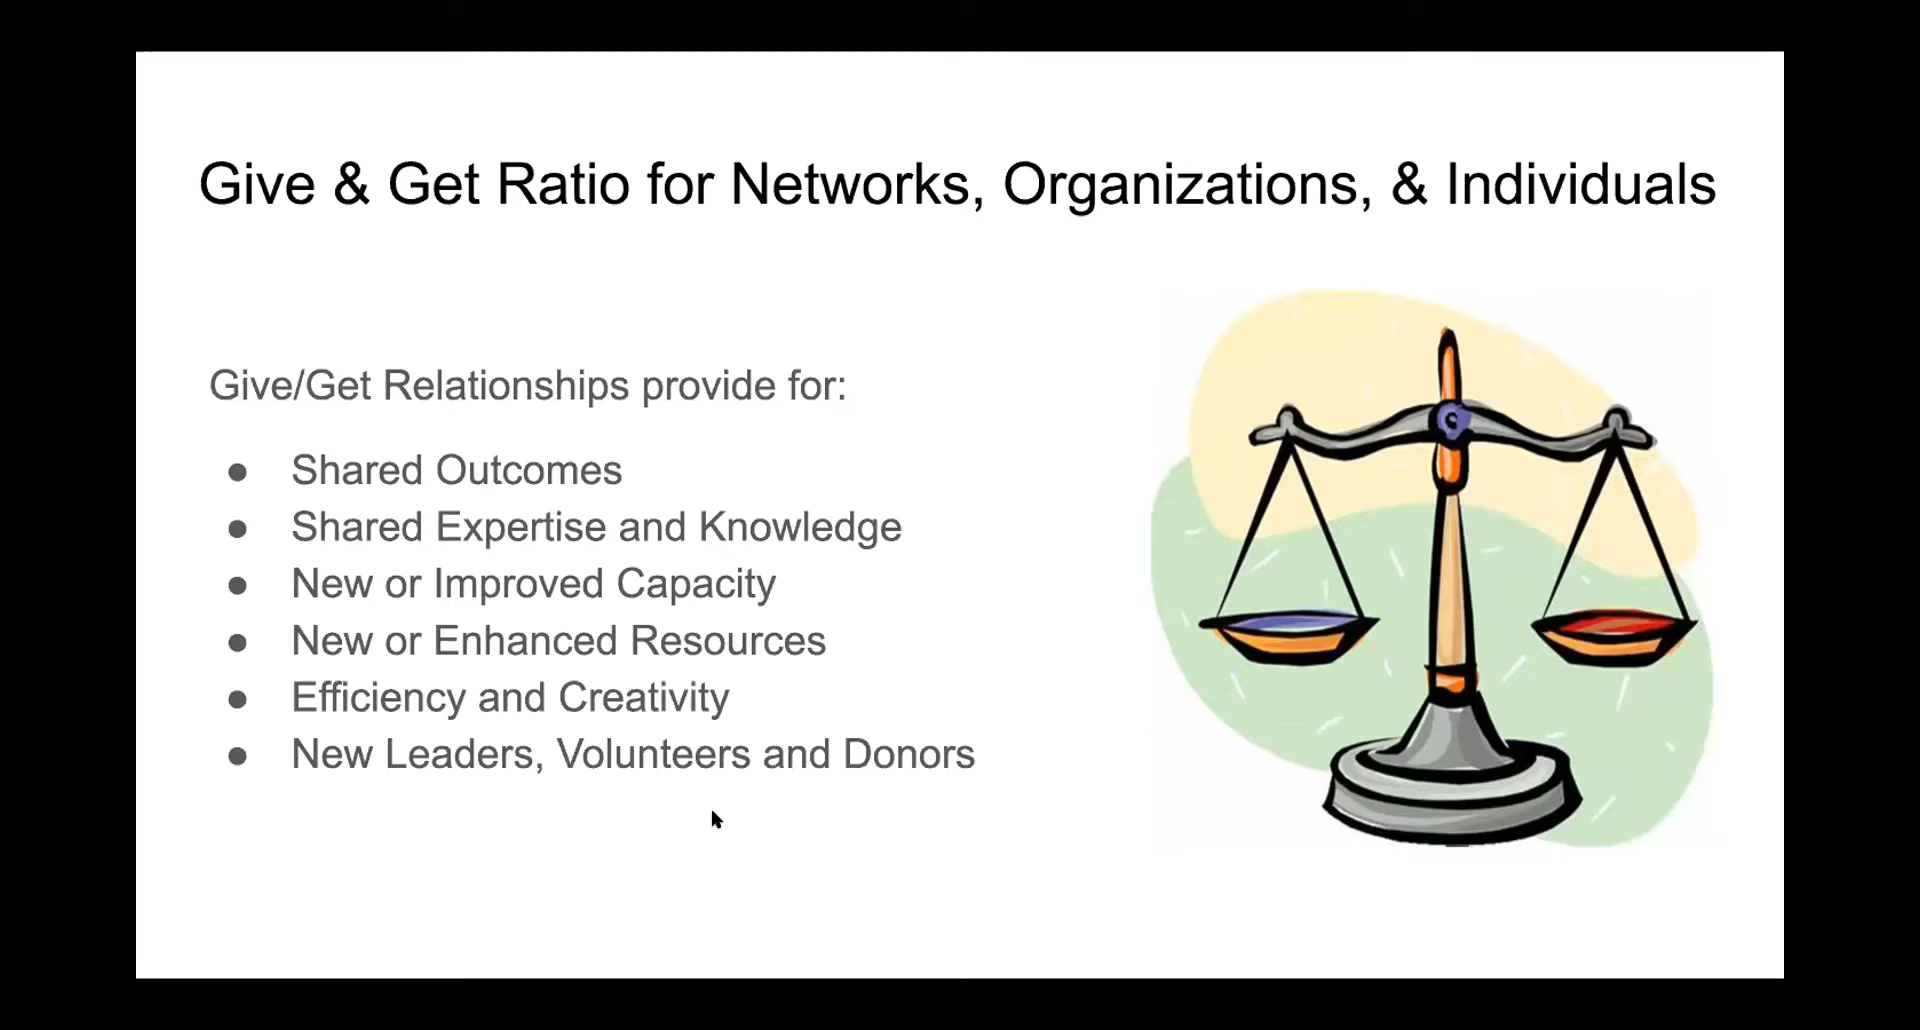 Give & Get Ratio for Networks, Organizations, & Individuals
Give/Get Relationships provide for:
● Shared Outcomes
● Shared Expertise and Knowledge
● New or Improved Capacity
● New or Enhanced Resources
● Efficiency and Creativity
● New Leaders, Volunteers and Donors